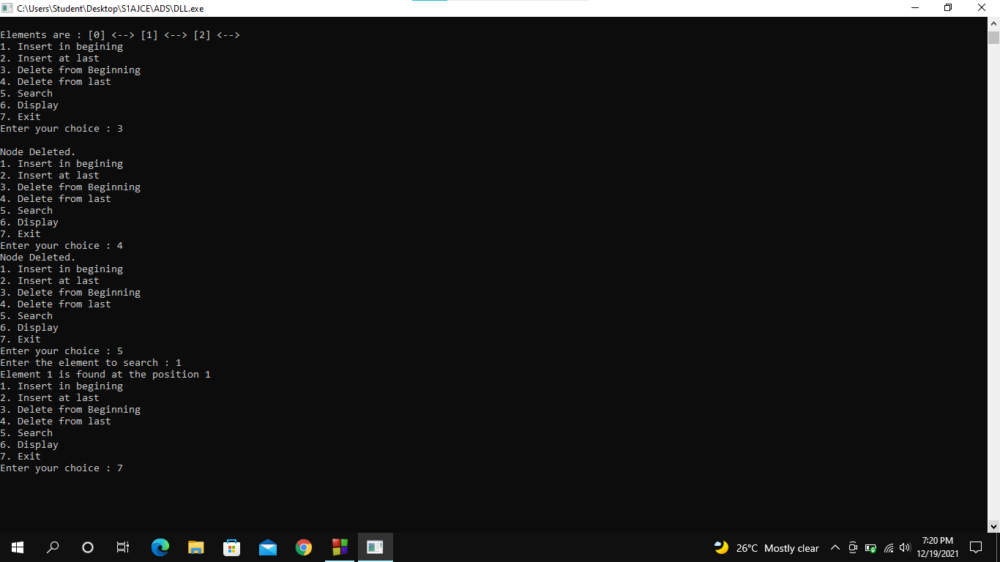 C:\Users\Student\Desktop\S1AJCE\ADS\DLL.exe
Elements are : [0] <--> [1] <--> [2] <-->
1. Insert in begining
2. Insert at last
3. Delete from Beginning
4. Delete from last
5. Search
6. Display
7. Exit
Enter your choice : 3
Node Deleted.
1. Insert in begining
2. Insert at last
3. Delete from Beginning
4. Delete from last
5. Search
6. Display
7. Exit
Enter your choice : 4
Node Deleted.
1. Insert in begining
2. Insert at last
3. Delete from Beginning
4. Delete from last
5. Search
6. Display
7. Exit
Enter your choice : 5
Enter the element to search : 1
Element 1 is found at the position 1
1. Insert in begining
2. Insert at last
3. Delete from Beginning
4. Delete from last
5. Search
6. Display
7. Exit
Enter your choice : 7
26°C Mostly clear
7:20 PM
12/19/2021